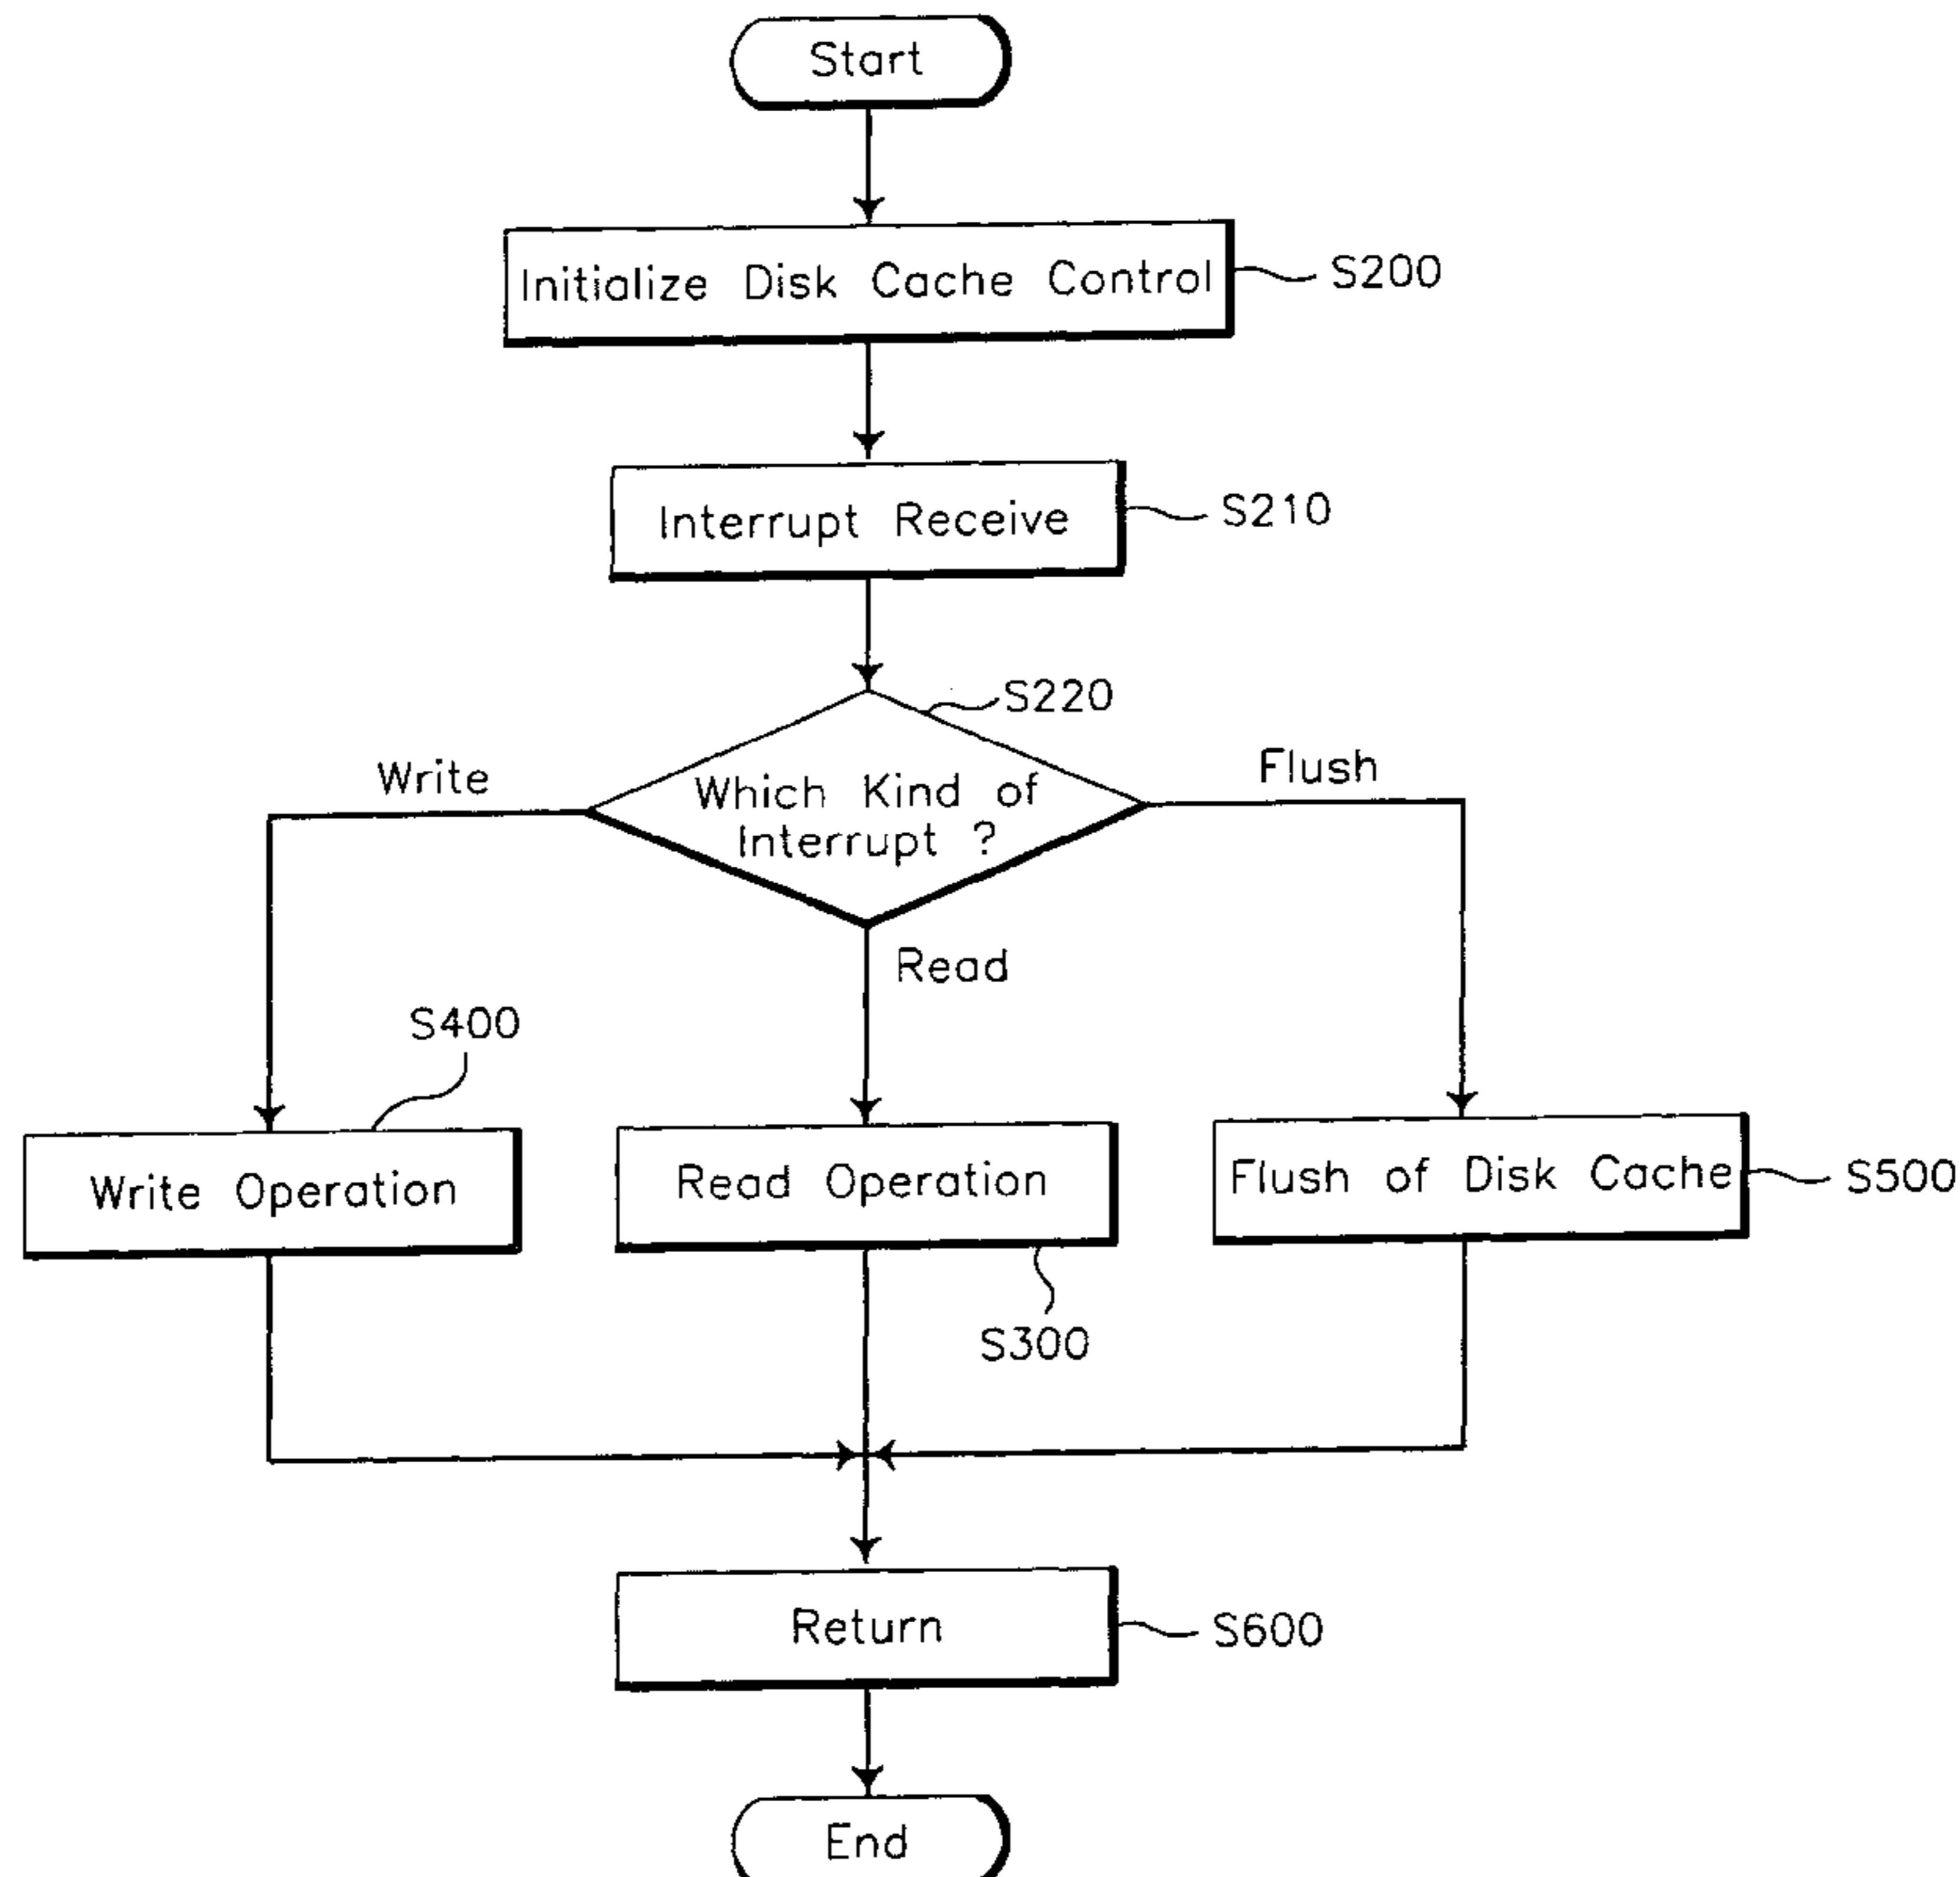 Start
Initialize Disk Cache Control
S200
Interrupt Receive
S210
S220
Which Kind of
Interrupt ?
Write
Flush
Read
S400
Write Operation
Read Operation
Flush of Disk Cache
S500
S300
Return
S600
End